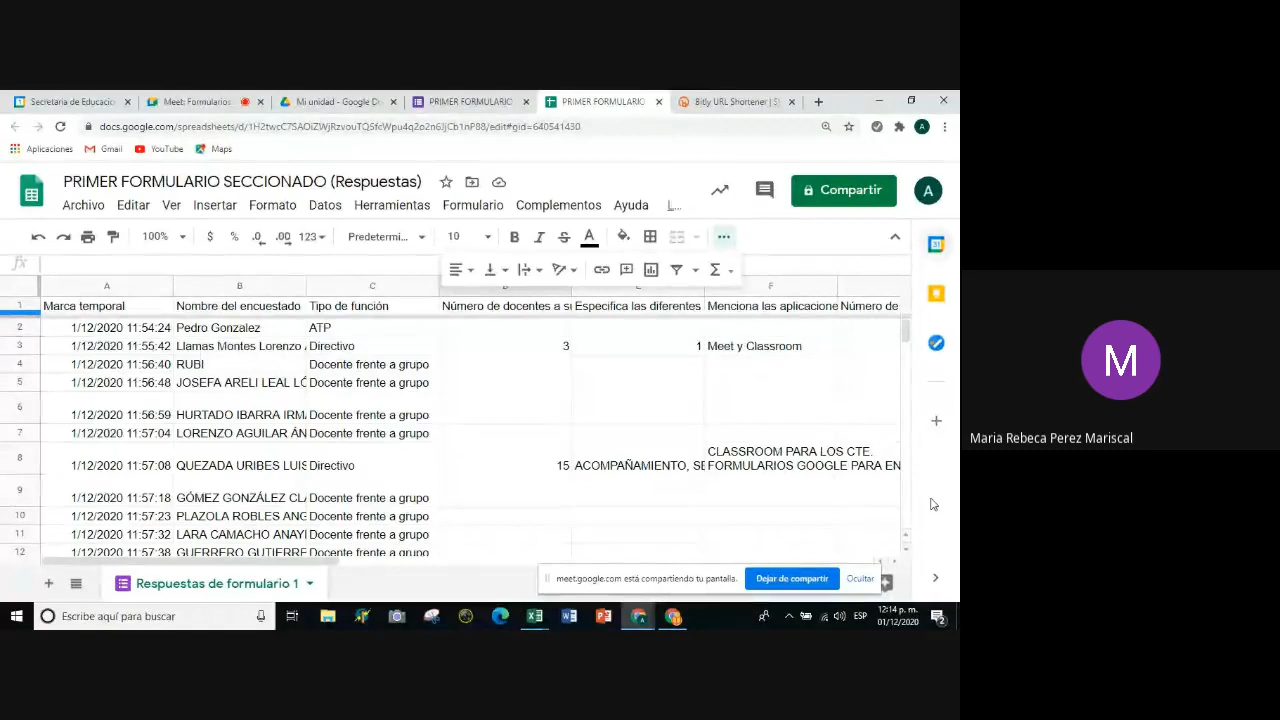 Secretaria de Educaci
Meet: Formularios
Mi unidad - Google D
PRIMER FORMULARIO
PRIMER FORMULARIO
Bitly URL Shortener | S
docs.google.com/spreadsheets/d/1H2twcC7SAOiZWjRzvouTQSfcWpu4q2o2n6JjCb1nP88/edit#gid=640541430
Aplicaciones Gmail YouTube Maps
PRIMER FORMULARIO SECCIONADO (Respuestas)
Compartir
A
Archivo Editar Ver Insertar Formato Datos Herramientas Formulario Complementos Ayuda L...
100% $ % .0 .00 123 Predetermi... 10 B I S A
fx
A B C D E F
1 Marca temporal Nombre del encuestado Tipo de función Número de docentes a su Especifica las diferentes Menciona las aplicacione Número de
2 1/12/2020 11:54:24 Pedro Gonzalez ATP
3 1/12/2020 11:55:42 Llamas Montes Lorenzo Directivo 3 1 Meet y Classroom
4 1/12/2020 11:56:40 RUBI Docente frente a grupo
5 1/12/2020 11:56:48 JOSEFA ARELI LEAL LÓ Docente frente a grupo
6 1/12/2020 11:56:59 HURTADO IBARRA IRM Docente frente a grupo
7 1/12/2020 11:57:04 LORENZO AGUILAR ÁN Docente frente a grupo
CLASSROOM PARA LOS CTE.
8 1/12/2020 11:57:08 QUEZADA URIBES LUIS Directivo 15 ACOMPAÑAMIENTO, SE FORMULARIOS GOOGLE PARA EN
9 1/12/2020 11:57:18 GÓMEZ GONZÁLEZ CL Docente frente a grupo
10 1/12/2020 11:57:23 PLAZOLA ROBLES ANG Docente frente a grupo
11 1/12/2020 11:57:32 LARA CAMACHO ANAYI Docente frente a grupo
12 1/12/2020 11:57:38 GUERRERO GUTIERRE Docente frente a grupo
Respuestas de formulario 1
meet.google.com está compartiendo tu pantalla. Dejar de compartir Ocultar
Escribe aquí para buscar
ESP
12:14 p. m.
01/12/2020
2
M
Maria Rebeca Perez Mariscal